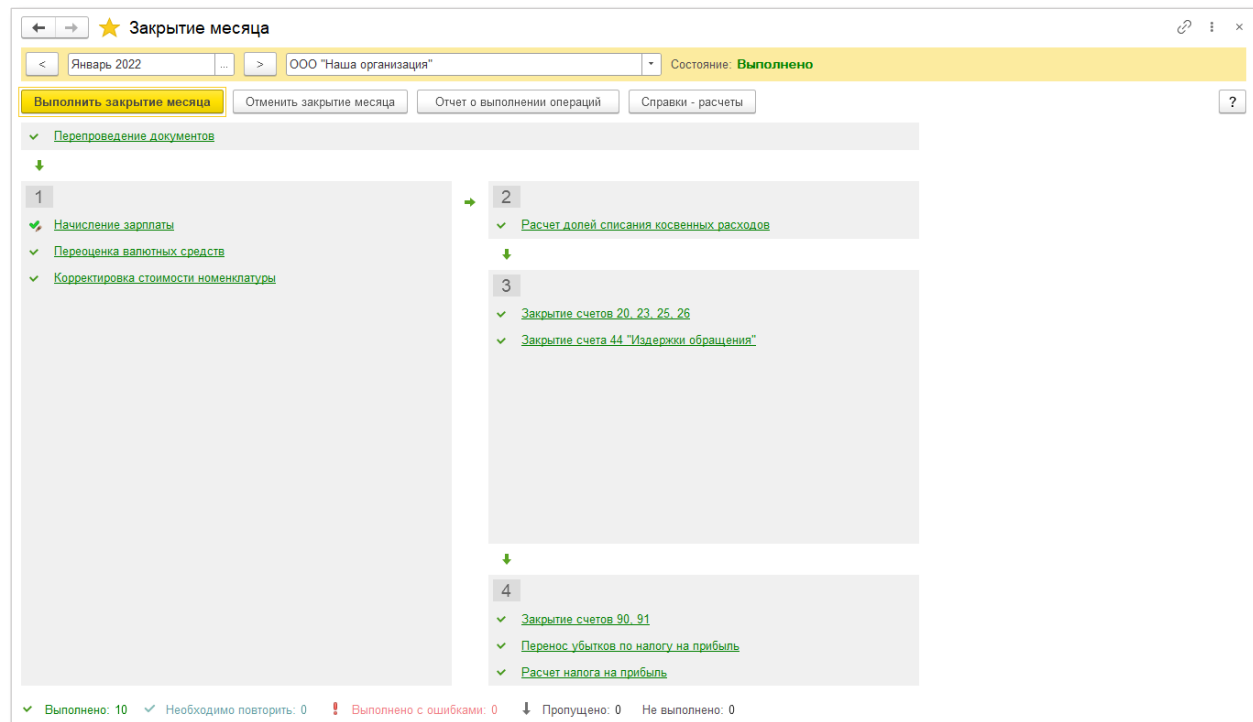 Закрытие месяца
< Январь 2022 ... > ООО "Наша организация" Состояние: Выполнено
Выполнить закрытие месяца Отменить закрытие месяца Отчет о выполнении операций Справки - расчеты ?
Перепроведение документов
1
Начисление зарплаты
Переоценка валютных средств
Корректировка стоимости номенклатуры
2
Расчет долей списания косвенных расходов
3
Закрытие счетов 20, 23, 25, 26
Закрытие счета 44 "Издержки обращения"
4
Закрытие счетов 90, 91
Перенос убытков по налогу на прибыль
Расчет налога на прибыль
Выполнено: 10 Необходимо повторить: 0 Выполнено с ошибками: 0 Пропущено: 0 Не выполнено: 0